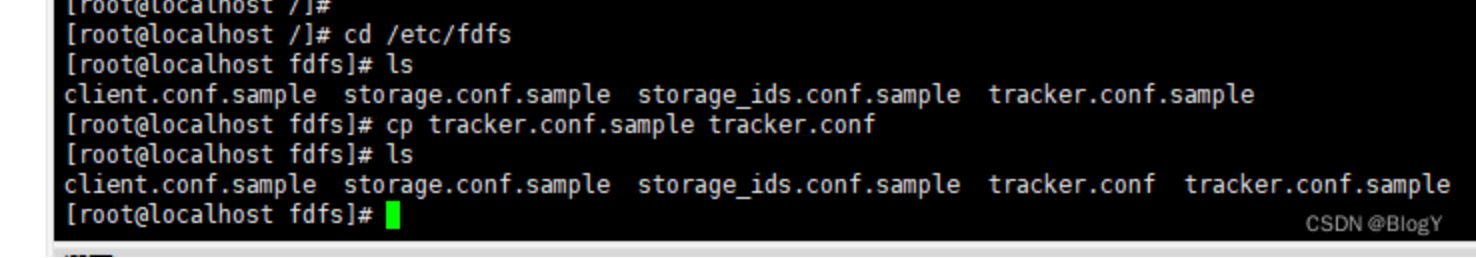 [root@localhost /]#
[root@localhost /]# cd /etc/fdfs
[root@localhost fdfs]# ls
client.conf.sample  storage.conf.sample  storage_ids.conf.sample  tracker.conf.sample
[root@localhost fdfs]# cp tracker.conf.sample tracker.conf
[root@localhost fdfs]# ls
client.conf.sample  storage.conf.sample  storage_ids.conf.sample  tracker.conf  tracker.conf.sample
[root@localhost fdfs]#
CSDN @BlogY